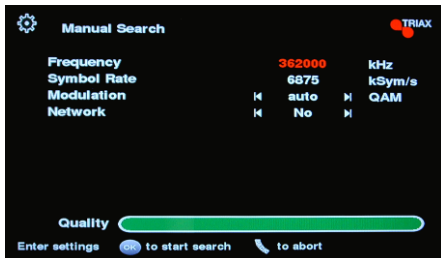 Manual Search
TRIAX
Frequency 362000 kHz
Symbol Rate 6875 kSym/s
Modulation auto QAM
Network No
Quality
Enter settings OK to start search to abort